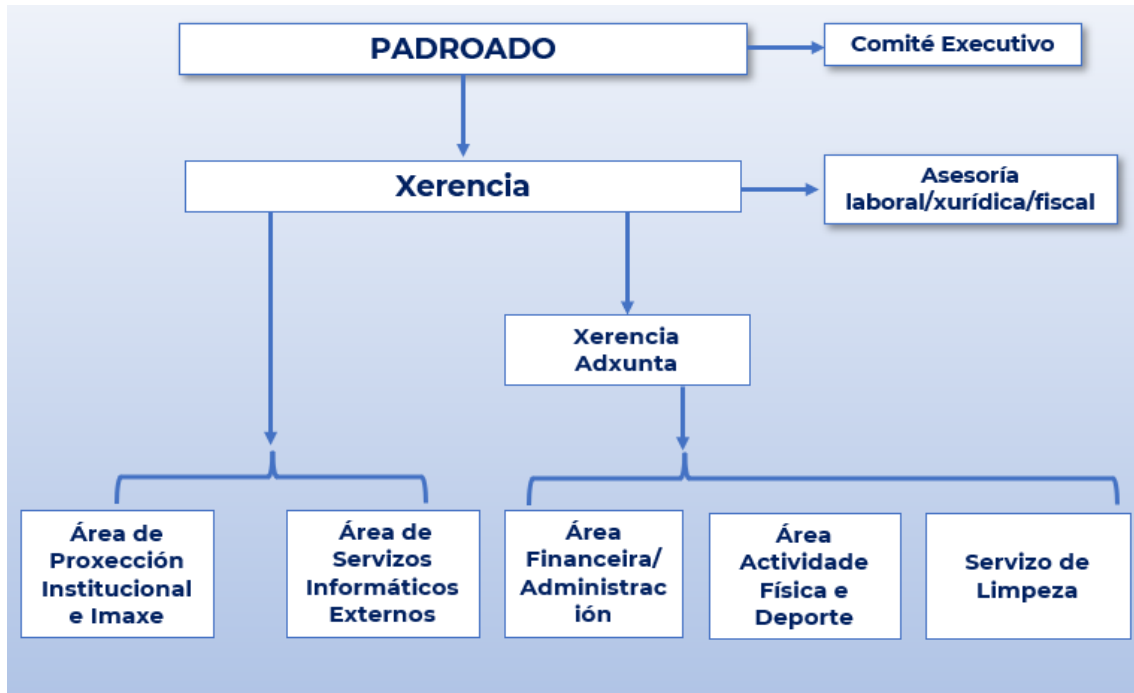 PADROADO
Comité Executivo
Xerencia
Asesoría
laboral/xurídica/fiscal
Xerencia
Adxunta
Área de
Proxección
Institucional
e Imaxe
Área de
Servizos
Informáticos
Externos
Área
Financeira/
Administrac
ión
Área
Actividade
Física e
Deporte
Servizo de
Limpeza